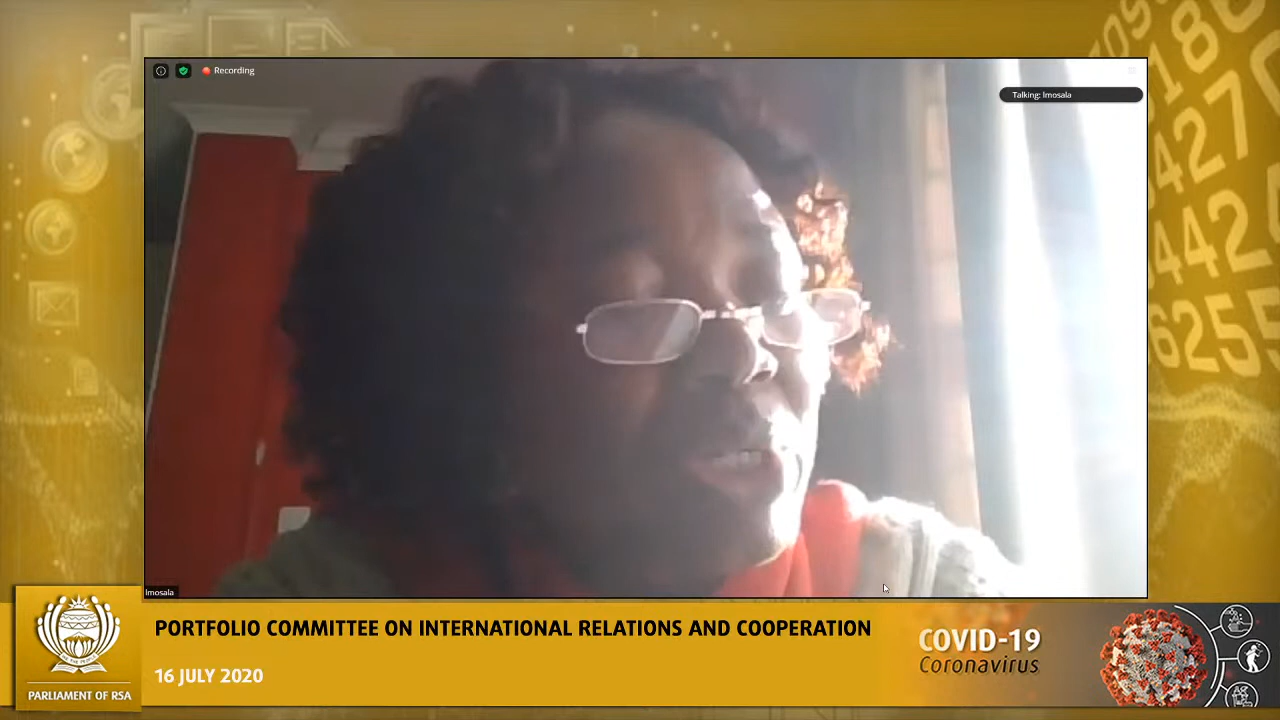 Recording
Talking: lmosala
lmosala
PORTFOLIO COMMITTEE ON INTERNATIONAL RELATIONS AND COOPERATION
16 JULY 2020
PARLIAMENT OF RSA
COVID-19
Coronavirus